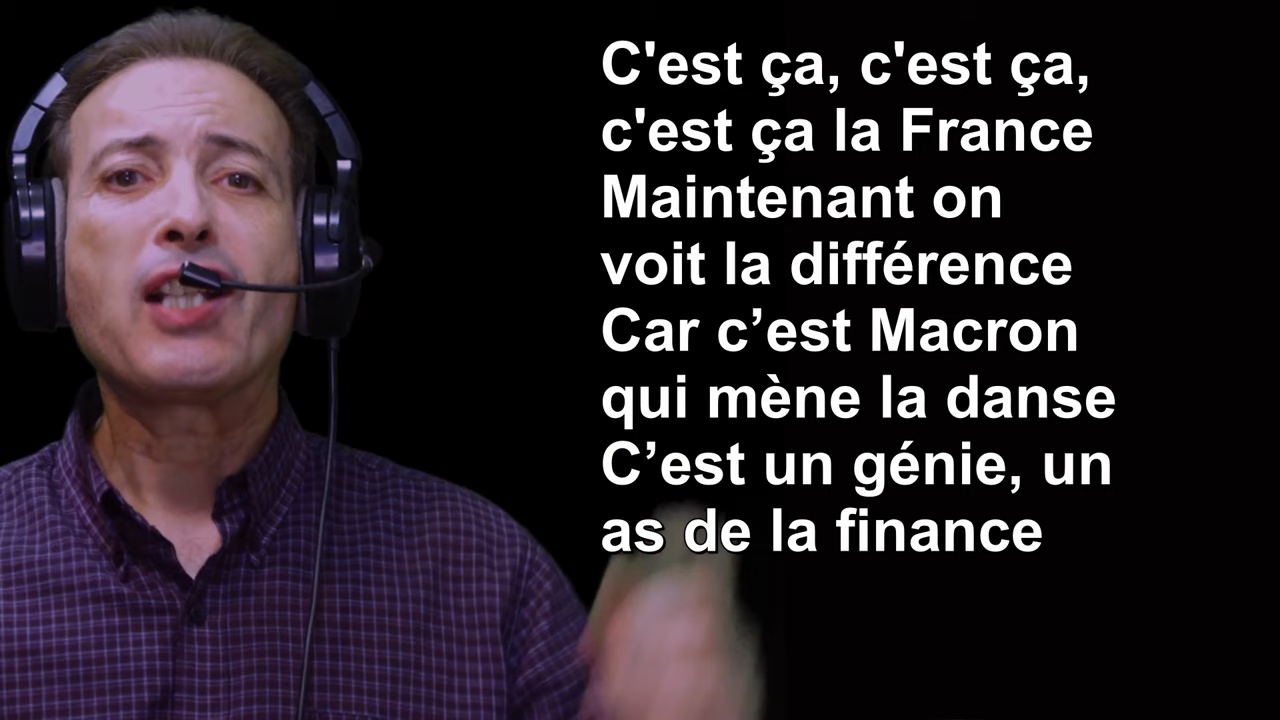 C'est ça, c'est ça,
c'est ça la France
Maintenant on
voit la différence
Car c’est Macron
qui mène la danse
C’est un génie, un
as de la finance